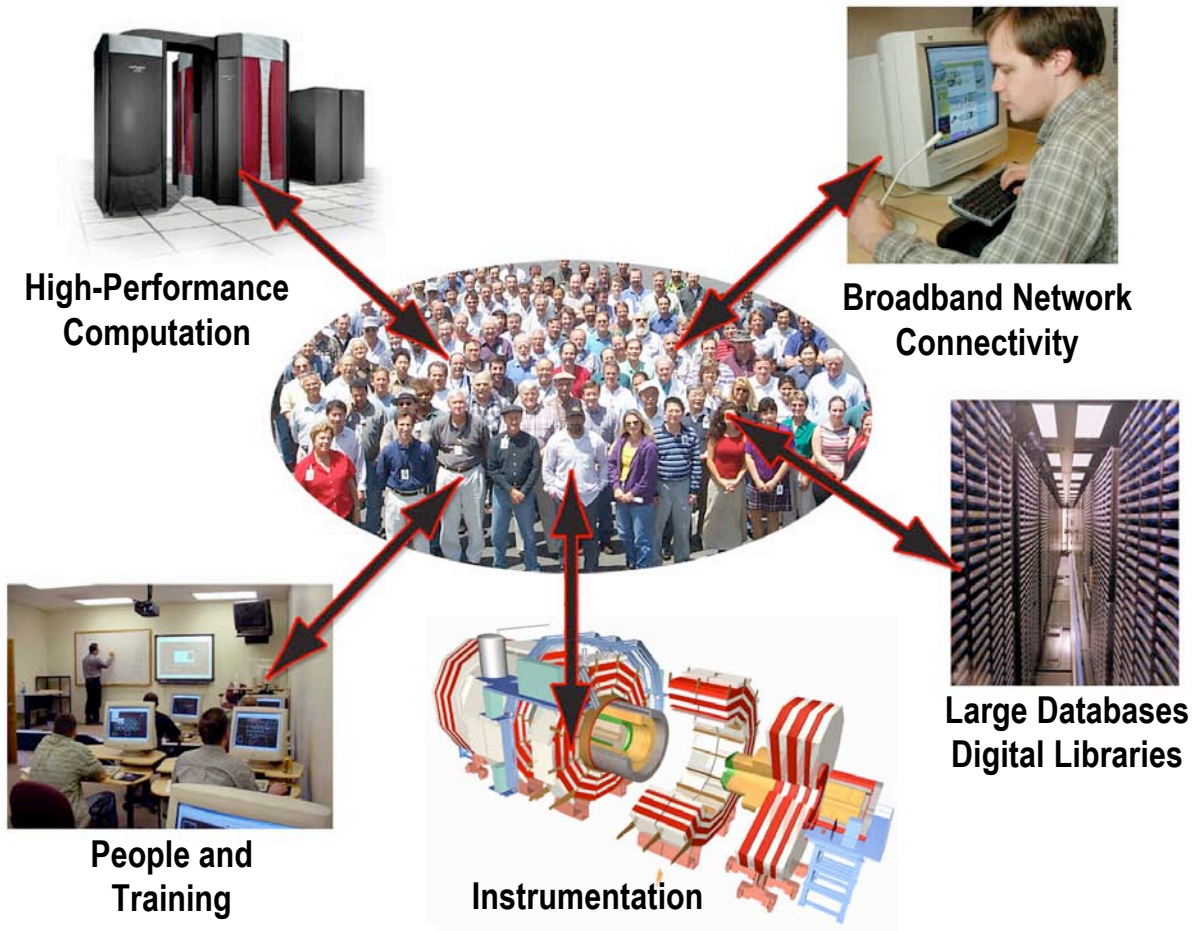 High-Performance
Computation
Broadband Network
Connectivity
Large Databases
Digital Libraries
People and
Training
Instrumentation